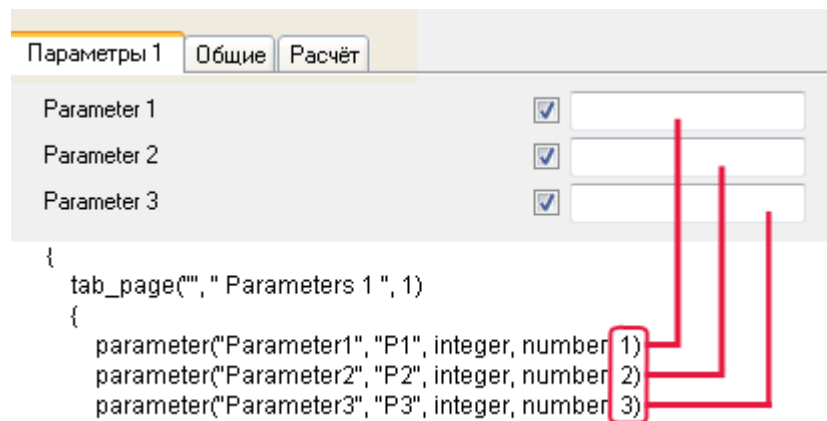 Параметры 1 Общие Расчёт
Parameter 1
Parameter 2
Parameter 3
{
tab_page("", " Parameters 1 ", 1)
{
parameter("Parameter1", "P1", integer, number 1)
parameter("Parameter2", "P2", integer, number 2)
parameter("Parameter3", "P3", integer, number 3)